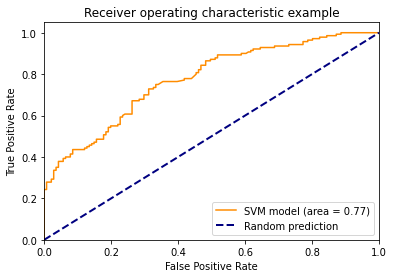 Receiver operating characteristic example
True Positive Rate
1.0
0.8
0.6
0.4
0.2
0.0
SVM model (area = 0.77)
Random prediction
0.0 0.2 0.4 0.6 0.8 1.0
False Positive Rate